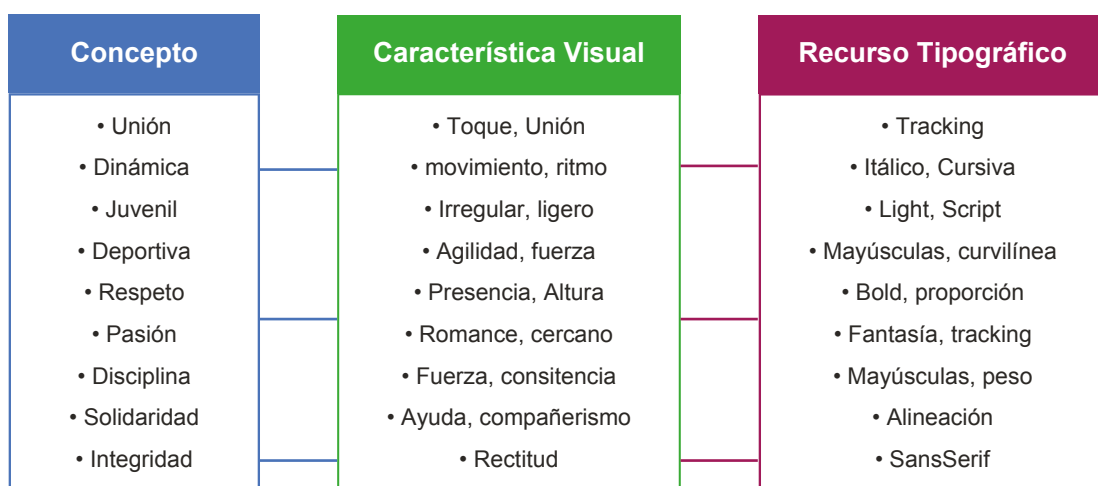 Concepto
• Unión
• Dinámica
• Juvenil
• Deportiva
• Respeto
• Pasión
• Disciplina
• Solidaridad
• Integridad
Característica Visual
• Toque, Unión
• movimiento, ritmo
• Irregular, ligero
• Agilidad, fuerza
• Presencia, Altura
• Romance, cercano
• Fuerza, consitencia
• Ayuda, compañerismo
• Rectitud
Recurso Tipográfico
• Tracking
• Itálico, Cursiva
• Light, Script
• Mayúsculas, curvilínea
• Bold, proporción
• Fantasía, tracking
• Mayúsculas, peso
• Alineación
• SansSerif